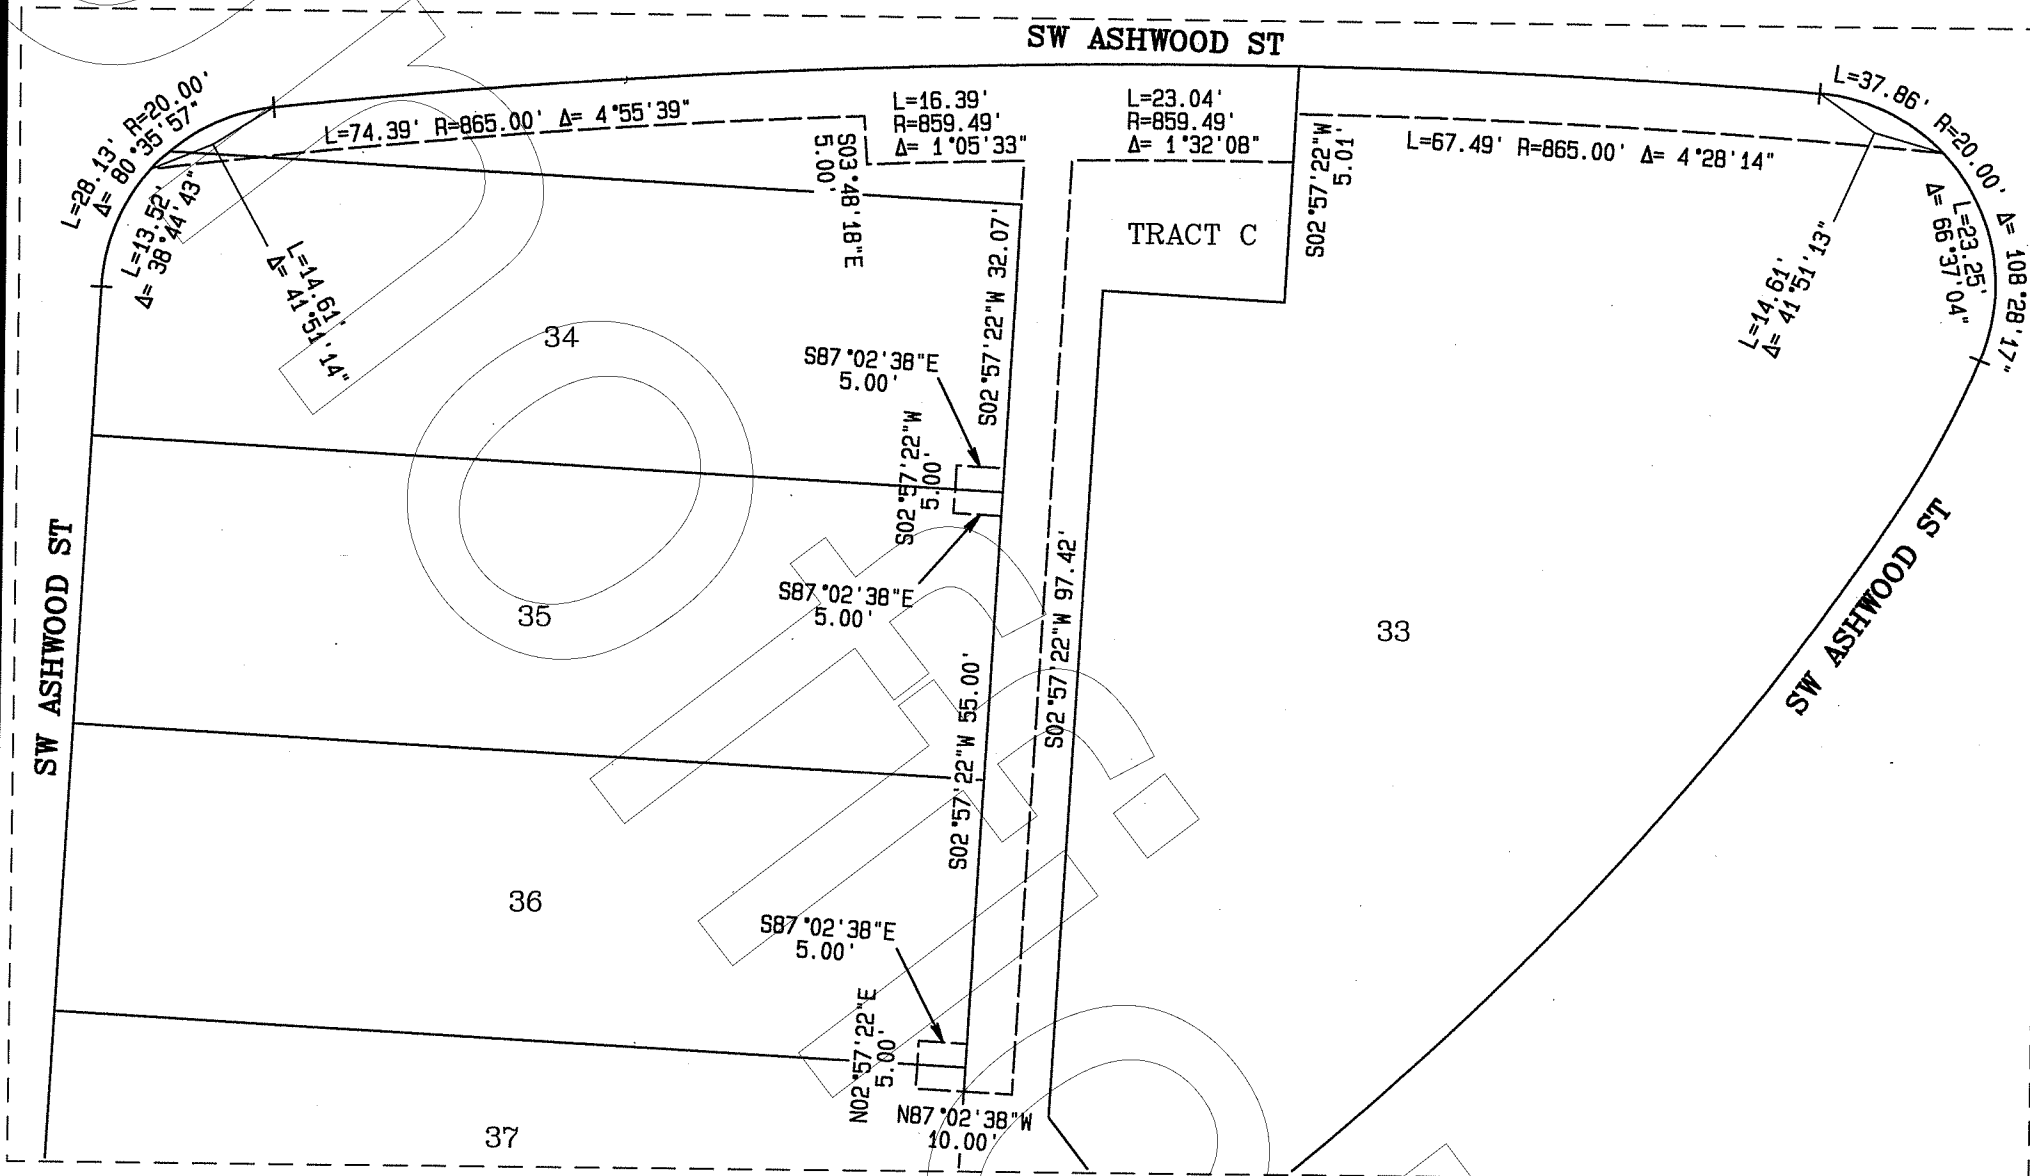 SW ASHWOOD ST
L=28.13' R=20.00'
Δ= 80°35'57"
L=13.52'
Δ= 38°44'43"
L=14.61'
Δ= 41°51'14"
L=74.39' R=865.00' Δ= 4°55'39"
S03°48'18"E
5.00'
L=16.39'
R=859.49'
Δ= 1°05'33"
L=23.04'
R=859.49'
Δ= 1°32'08"
TRACT C
S02°57'22"W
5.01'
L=67.49' R=865.00' Δ= 4°28'14"
L=37.86' R=20.00' Δ= 108°28'17"
L=23.25'
Δ= 66°37'04"
L=14.61'
Δ= 41°51'13"
34
S02°57'22"W 32.07'
S87°02'38"E
5.00'
S02°57'22"W
5.00'
S87°02'38"E
5.00'
SW ASHWOOD ST
35
S02°57'22"W 97.42'
33
SW ASHWOOD ST
S02°57'22"W 55.00'
36
S87°02'38"E
5.00'
N02°57'22"E
5.00'
N87°02'38"W
10.00'
37